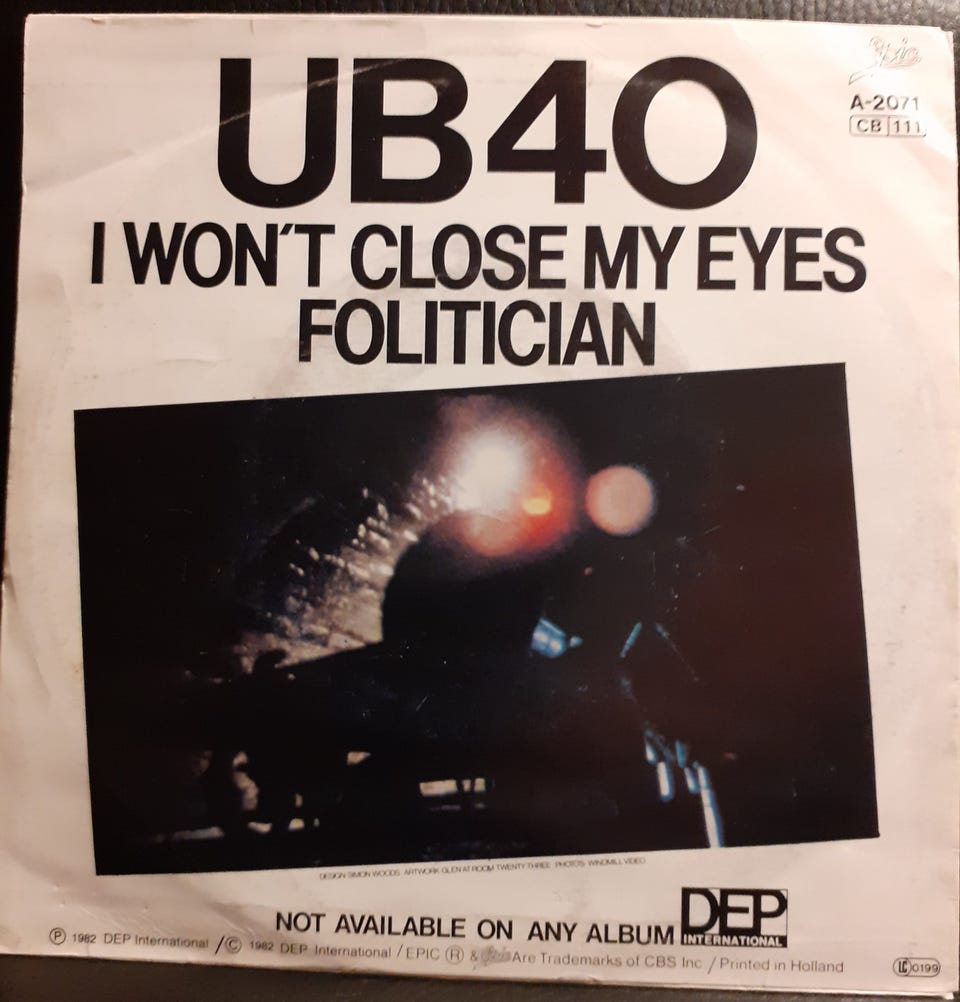 UB40
Epic
A-2071
CB 111
I WON'T CLOSE MY EYES
FOLITICIAN
DESIGN SIMON WOODS ARTWORK GLEN AT ROOM TWENTY THREE PHOTOS WINDMILL VIDEO
NOT AVAILABLE ON ANY ALBUM
DEP
INTERNATIONAL
Ⓟ 1982 DEP International / © 1982 DEP International / EPIC Ⓡ & Epic Are Trademarks of CBS Inc / Printed in Holland
LC 0199